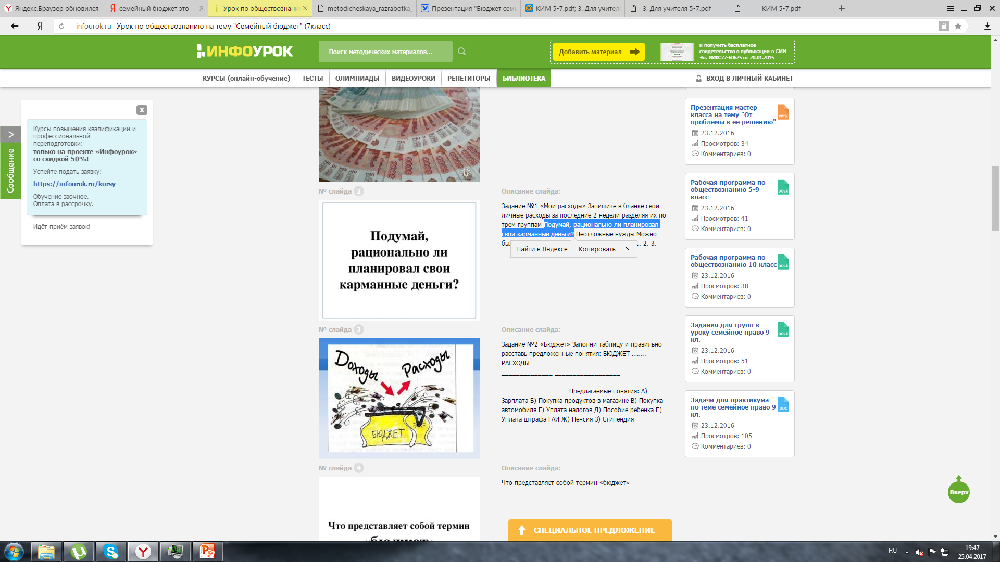 Яндекс.Браузер обновился
семейный бюджет это — Ян
Урок по обществознани
metodicheskaya_razrabotka_
Презентация "Бюджет семь
КИМ 5-7.pdf; 3. Для учителя
3. Для учителя 5-7.pdf
КИМ 5-7.pdf
infourok.ru Урок по обществознанию на тему "Семейный бюджет" (7класс)
ИНФОУРОК
Поиск методических материалов...
Добавить материал
и получить бесплатное
свидетельство о публикации в СМИ
Эл. №ФС77-60625 от 20.01.2015
КУРСЫ (онлайн-обучение)
ТЕСТЫ
ОЛИМПИАДЫ
ВИДЕОУРОКИ
РЕПЕТИТОРЫ
БИБЛИОТЕКА
ВХОД В ЛИЧНЫЙ КАБИНЕТ
Сообщение
x
Курсы повышения квалификации и
профессиональной
переподготовки:
только на проекте «Инфоурок»
со скидкой 50%!
Успейте подать заявку:
https://infourok.ru/kursy
Обучение заочное.
Оплата в рассрочку.
Идёт приём заявок!
№ слайда 2
Подумай,
рационально ли
планировал свои
карманные деньги?
Описание слайда:
Задание №1 «Мои расходы» Запишите в бланке свои
личные расходы за последние 2 недели разделяя их по
трем группам Подумай, рационально ли планировал
свои карманные деньги? Неотложные нужды Можно
был
. 2. 3.
Найти в Яндексе
Копировать
№ слайда 3
Доходы
Расходы
БЮДЖЕТ
Описание слайда:
Задание №2 «Бюджет» Заполни таблицу и правильно
расставь предложенные понятия: БЮДЖЕТ ........
РАСХОДЫ ______________ _________________
______________ __________________
______________ _________________ ______________
__________________ Предлагаемые понятия: А)
Зарплата Б) Покупка продуктов в магазине В) Покупка
автомобиля Г) Уплата налогов Д) Пособие ребенка Е)
Уплата штрафа ГАИ Ж) Пенсия З) Стипендия
№ слайда 4
Что представляет собой термин
«бюджет»
Описание слайда:
Что представляет собой термин «бюджет»
Презентация мастер
класса на тему "От
проблемы к её решению"
PPTX
23.12.2016
Просмотров: 34
Комментариев: 0
Рабочая программа по
обществознанию 5-9
класс
DOCX
23.12.2016
Просмотров: 41
Комментариев: 0
Рабочая программа по
обществознанию 10 класс
DOCX
23.12.2016
Просмотров: 38
Комментариев: 0
Задания для групп к
уроку семейное право 9
кл.
DOCX
23.12.2016
Просмотров: 51
Комментариев: 0
Задачи для практикума
по теме семейное право 9
кл.
DOC
23.12.2016
Просмотров: 105
Комментариев: 0
Вверх
СПЕЦИАЛЬНОЕ ПРЕДЛОЖЕНИЕ
RU
19:47
25.04.2017